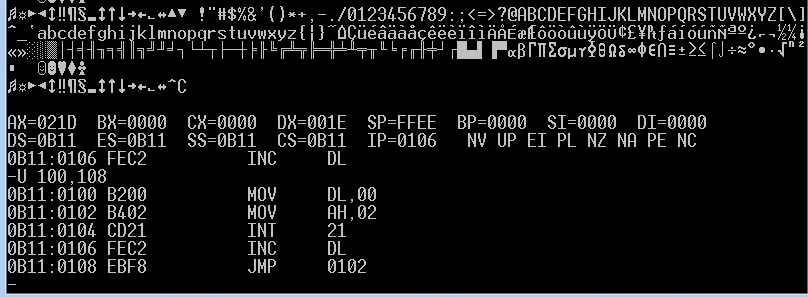 ♫☼►◄↕‼¶§▬↨↑↓→←∟↔▲▼ !"#$%&'()*+,-./0123456789:;<=>?@ABCDEFGHIJKLMNOPQRSTUVWXYZ[\]
^_`abcdefghijklmnopqrstuvwxyz{|}~⌂ÇüéâäàåçêëèïîìÄÅÉæÆôöòûùÿÖÜ¢£¥₧ƒáíóúñÑªº¿⌐¬½¼¡
«»░▒▓│┤╡╢╖╕╣║╗╝╜╛┐└┴┬├─┼╞╟╚╔╩╦╠═╬╧╨╤╥╙╘╒╓╫╪┘┌█▄▌▐▀αßΓπΣσµτΦΘΩδ∞φε∩≡±≥≤⌠⌡÷≈°∙·√ⁿ²
■ ☺☻♥♦♣♠
♫☼►◄↕‼¶§▬↨↑↓→←∟↔^C
AX=021D BX=0000 CX=0000 DX=001E SP=FFEE BP=0000 SI=0000 DI=0000
DS=0B11 ES=0B11 SS=0B11 CS=0B11 IP=0106 NV UP EI PL NZ NA PE NC
0B11:0106 FEC2 INC DL
-U 100,108
0B11:0100 B200 MOV DL,00
0B11:0102 B402 MOV AH,02
0B11:0104 CD21 INT 21
0B11:0106 FEC2 INC DL
0B11:0108 EBF8 JMP 0102
-